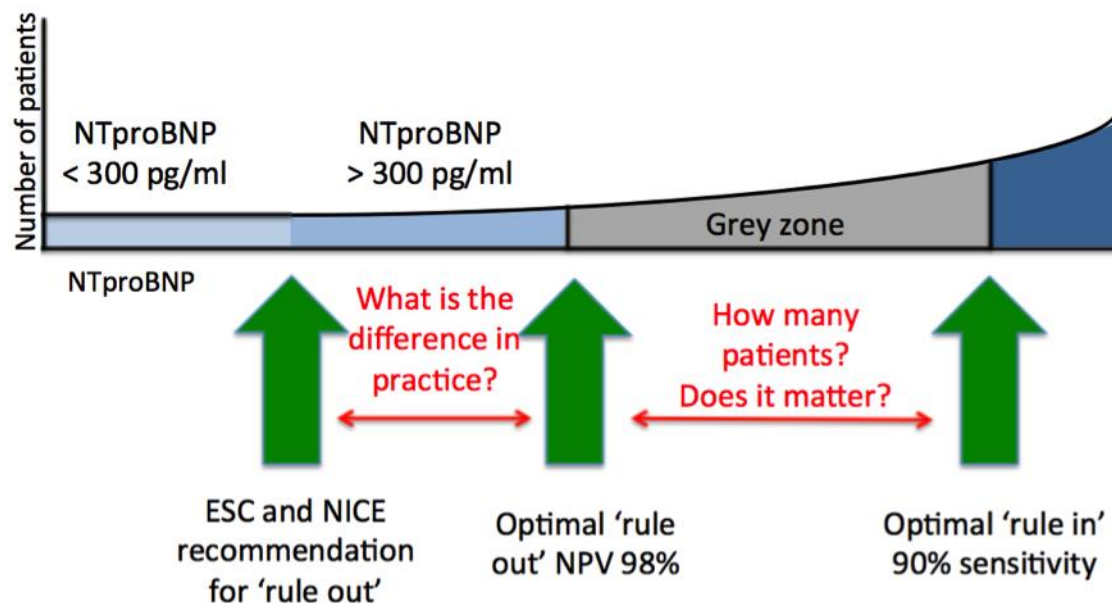 Number of patients
NTproBNP
< 300 pg/ml
NTproBNP
> 300 pg/ml
Grey zone
NTproBNP
What is the
difference in
practice?
How many
patients?
Does it matter?
ESC and NICE
recommendation
for ‘rule out’
Optimal ‘rule
out’ NPV 98%
Optimal ‘rule in’
90% sensitivity